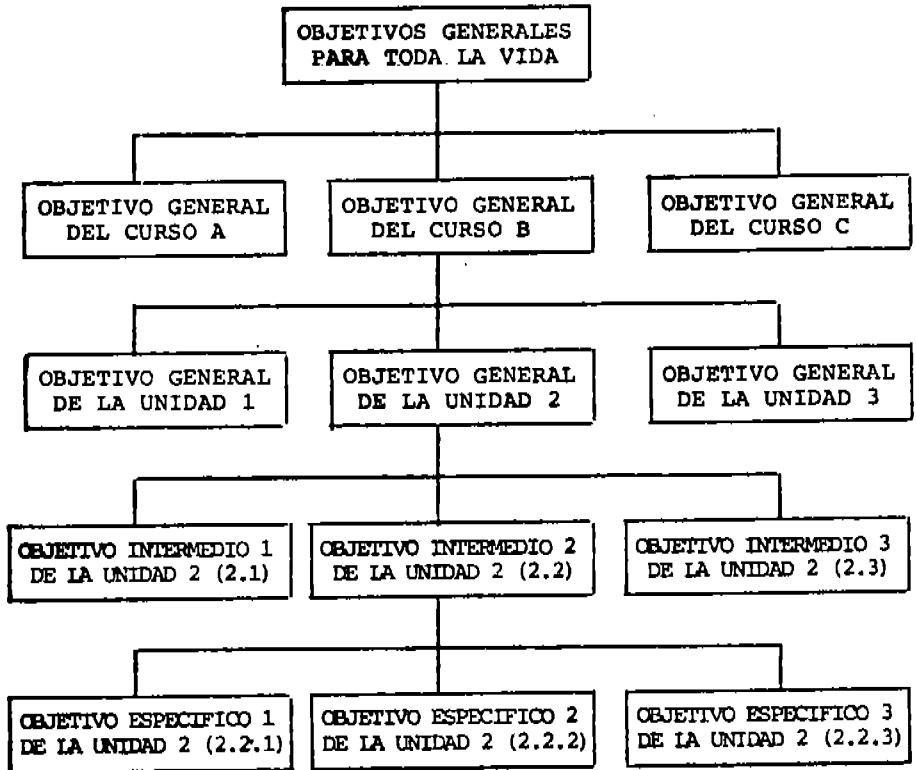 OBJETIVOS GENERALES
PARA TODA LA VIDA
OBJETIVO GENERAL
DEL CURSO A
OBJETIVO GENERAL
DEL CURSO B
OBJETIVO GENERAL
DEL CURSO C
OBJETIVO GENERAL
DE LA UNIDAD 1
OBJETIVO GENERAL
DE LA UNIDAD 2
OBJETIVO GENERAL
DE LA UNIDAD 3
OBJETIVO INTERMEDIO 1
DE LA UNIDAD 2 (2.1)
OBJETIVO INTERMEDIO 2
DE LA UNIDAD 2 (2.2)
OBJETIVO INTERMEDIO 3
DE LA UNIDAD 2 (2.3)
OBJETIVO ESPECIFICO 1
DE LA UNIDAD 2 (2.2.1)
OBJETIVO ESPECIFICO 2
DE LA UNIDAD 2 (2.2.2)
OBJETIVO ESPECIFICO 3
DE LA UNIDAD 2 (2.2.3)